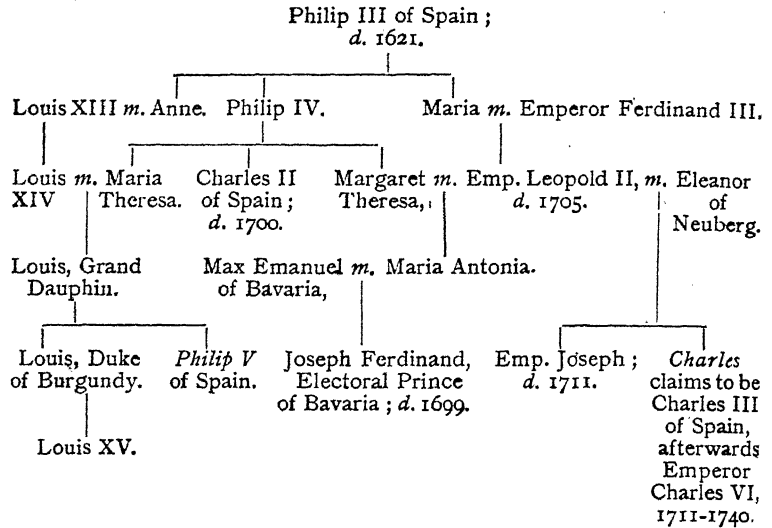 Philip III of Spain ;
d. 1621.
Louis XIII m. Anne. Philip IV. Maria m. Emperor Ferdinand III.
Louis m. Maria Charles II Margaret m. Emp. Leopold II, m. Eleanor
XIV Theresa. of Spain ; Theresa, d. 1705. of
d. 1700. Neuberg.
Louis, Grand Max Emanuel m. Maria Antonia.
Dauphin. of Bavaria,
Louis, Duke Philip V Joseph Ferdinand, Emp. Joseph ; Charles
of Burgundy. of Spain. Electoral Prince d. 1711. claims to be
of Bavaria ; d. 1699. Charles III
Louis XV. of Spain,
afterwards
Emperor
Charles VI,
1711-1740.